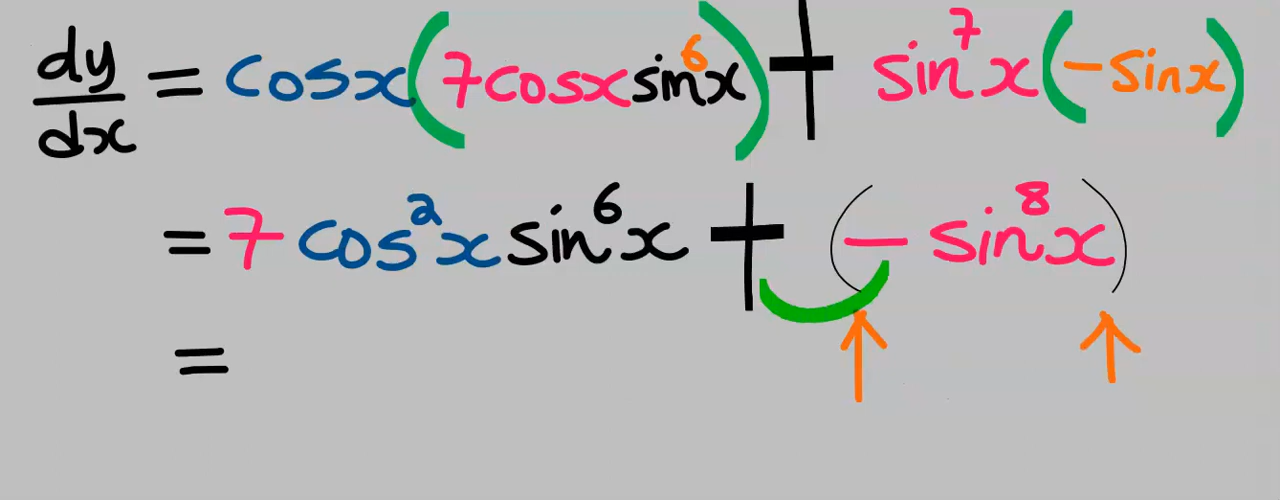 dy/dx = cosx(7cosxsin⁶x) + sin⁷x(-sinx)
= 7cos²xsin⁶x + (- sin⁸x)
=